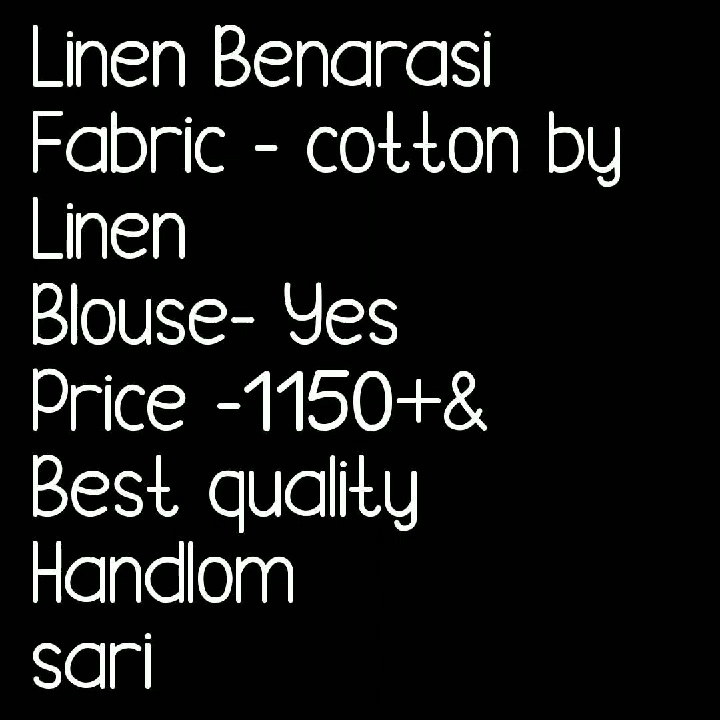 Linen Benarasi
Fabric - cotton by
Linen
Blouse- Yes
Price -1150+&
Best quality
Handlom
sari